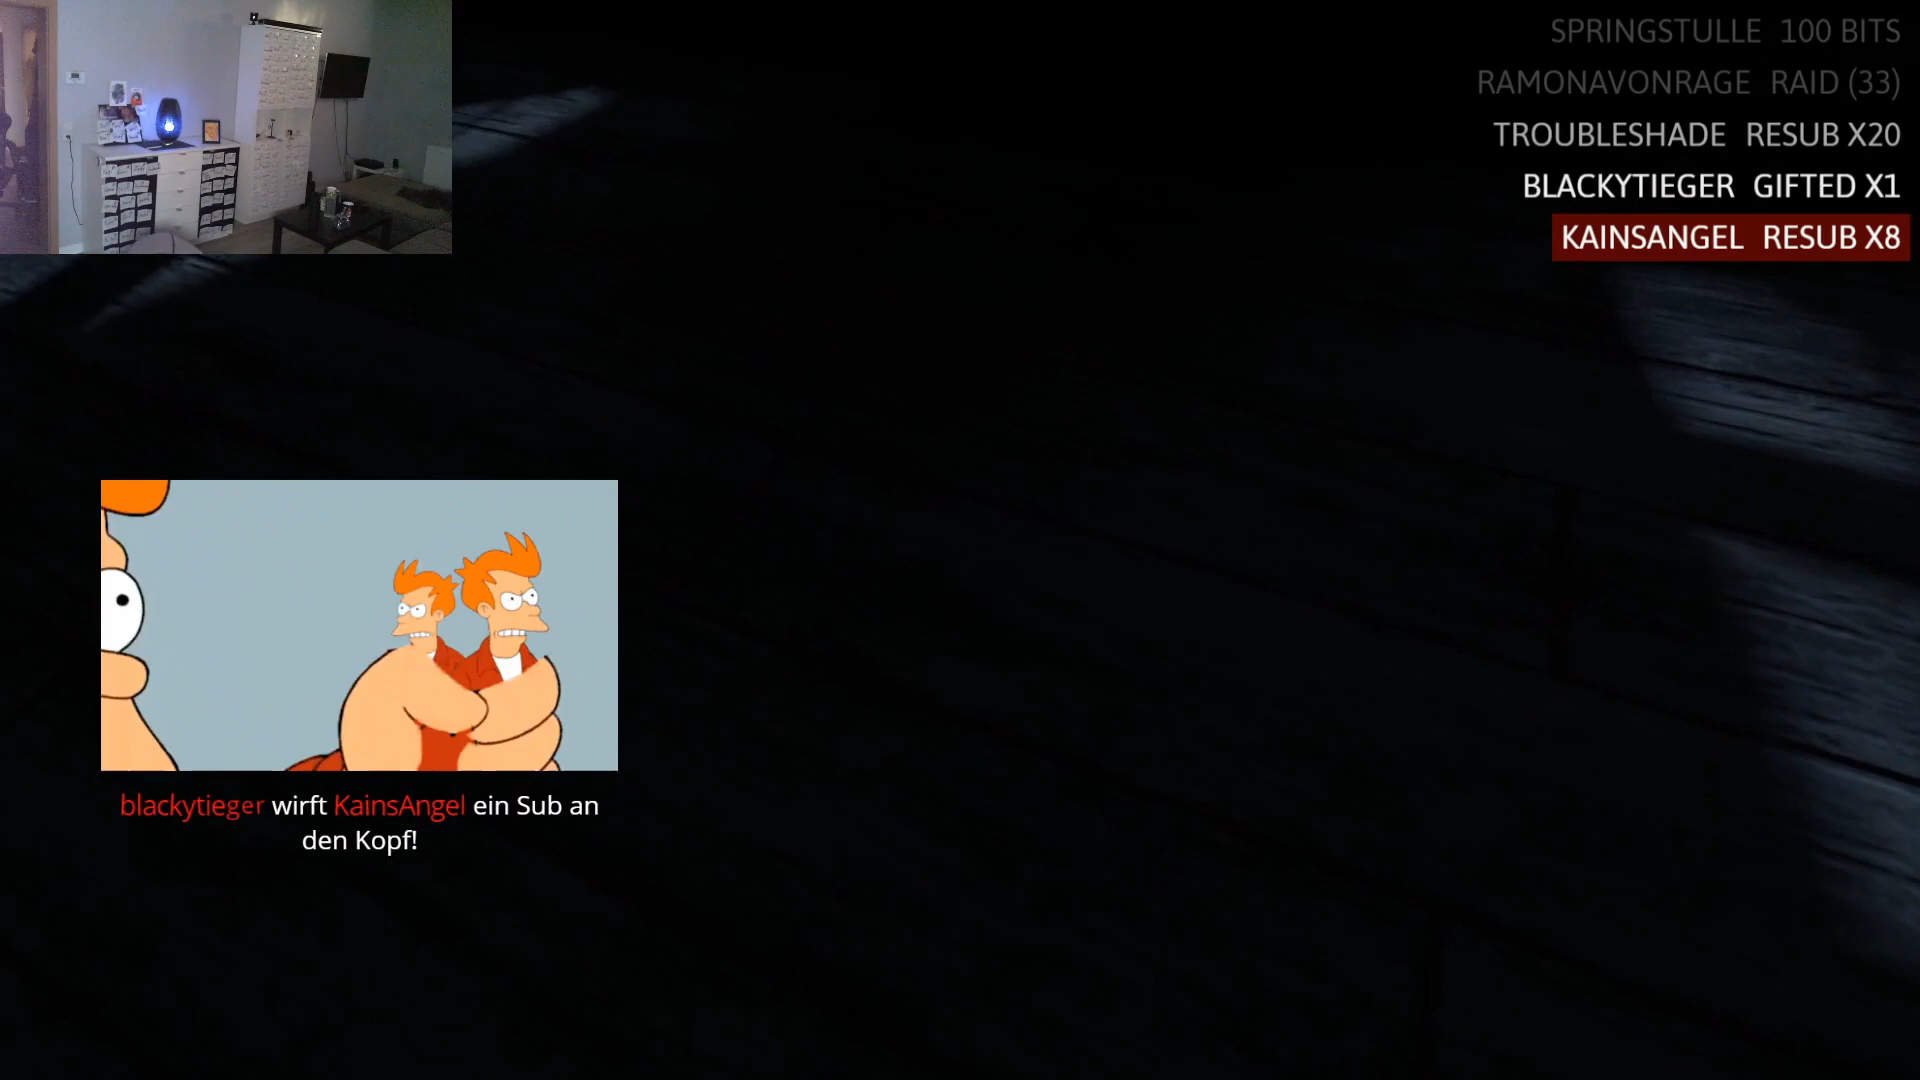 SPRINGSTULLE 100 BITS
RAMONAVONRAGE RAID (33)
TROUBLESHADE RESUB X20
BLACKYTIEGER GIFTED X1
KAINSANGEL RESUB X8
blackytieger wirft KainsAngel ein Sub an
den Kopf!